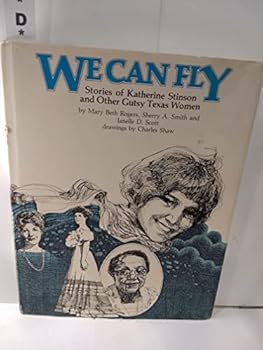 D*
WE CAN FLY
Stories of Katherine Stinson
and Other Gutsy Texas Women
by Mary Beth Rogers, Sherry A. Smith and
Janelle D. Scott
drawings by Charles Shaw